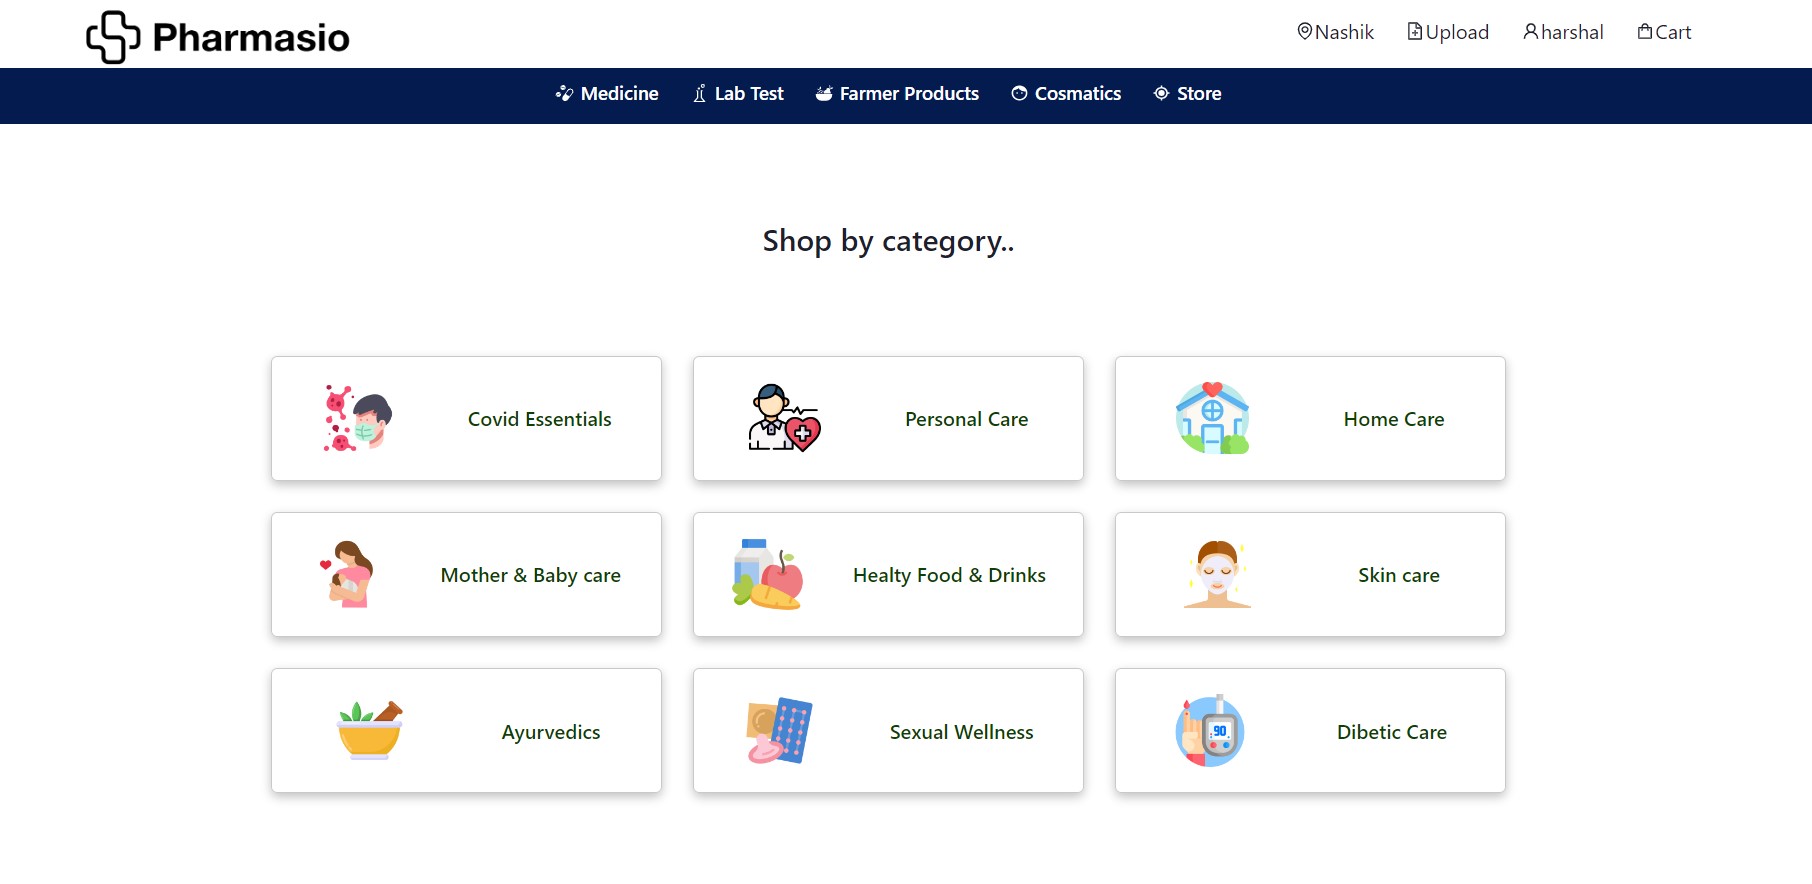 Pharmasio
Nashik Upload harshal Cart
Medicine Lab Test Farmer Products Cosmatics Store
Shop by category..
Covid Essentials Personal Care Home Care
Mother & Baby care Healty Food & Drinks Skin care
Ayurvedics Sexual Wellness 90 Dibetic Care